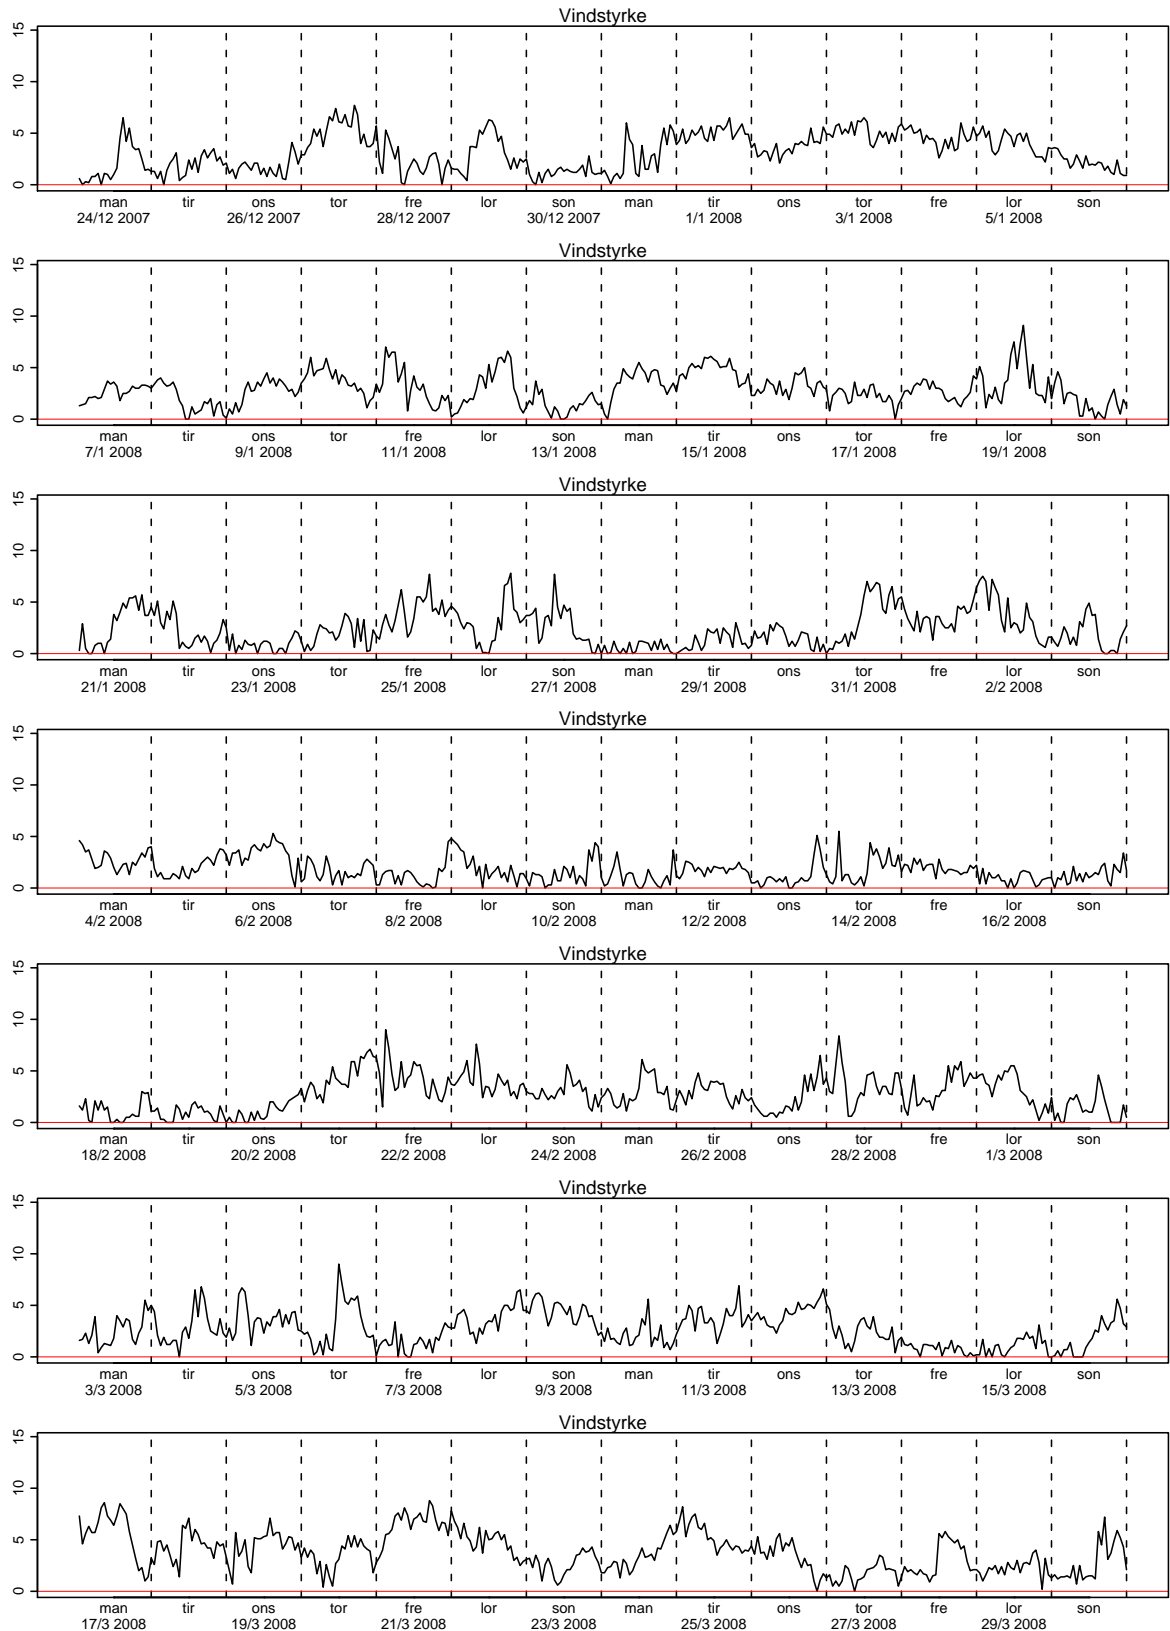 Vindstyrke
15
10
5
0
man tir ons tor fre lor son man tir ons tor fre lor son
24/12 2007 26/12 2007 28/12 2007 30/12 2007 1/1 2008 3/1 2008 5/1 2008
Vindstyrke
15
10
5
0
man tir ons tor fre lor son man tir ons tor fre lor son
7/1 2008 9/1 2008 11/1 2008 13/1 2008 15/1 2008 17/1 2008 19/1 2008
Vindstyrke
15
10
5
0
man tir ons tor fre lor son man tir ons tor fre lor son
21/1 2008 23/1 2008 25/1 2008 27/1 2008 29/1 2008 31/1 2008 2/2 2008
Vindstyrke
15
10
5
0
man tir ons tor fre lor son man tir ons tor fre lor son
4/2 2008 6/2 2008 8/2 2008 10/2 2008 12/2 2008 14/2 2008 16/2 2008
Vindstyrke
15
10
5
0
man tir ons tor fre lor son man tir ons tor fre lor son
18/2 2008 20/2 2008 22/2 2008 24/2 2008 26/2 2008 28/2 2008 1/3 2008
Vindstyrke
15
10
5
0
man tir ons tor fre lor son man tir ons tor fre lor son
3/3 2008 5/3 2008 7/3 2008 9/3 2008 11/3 2008 13/3 2008 15/3 2008
Vindstyrke
15
10
5
0
man tir ons tor fre lor son man tir ons tor fre lor son
17/3 2008 19/3 2008 21/3 2008 23/3 2008 25/3 2008 27/3 2008 29/3 2008